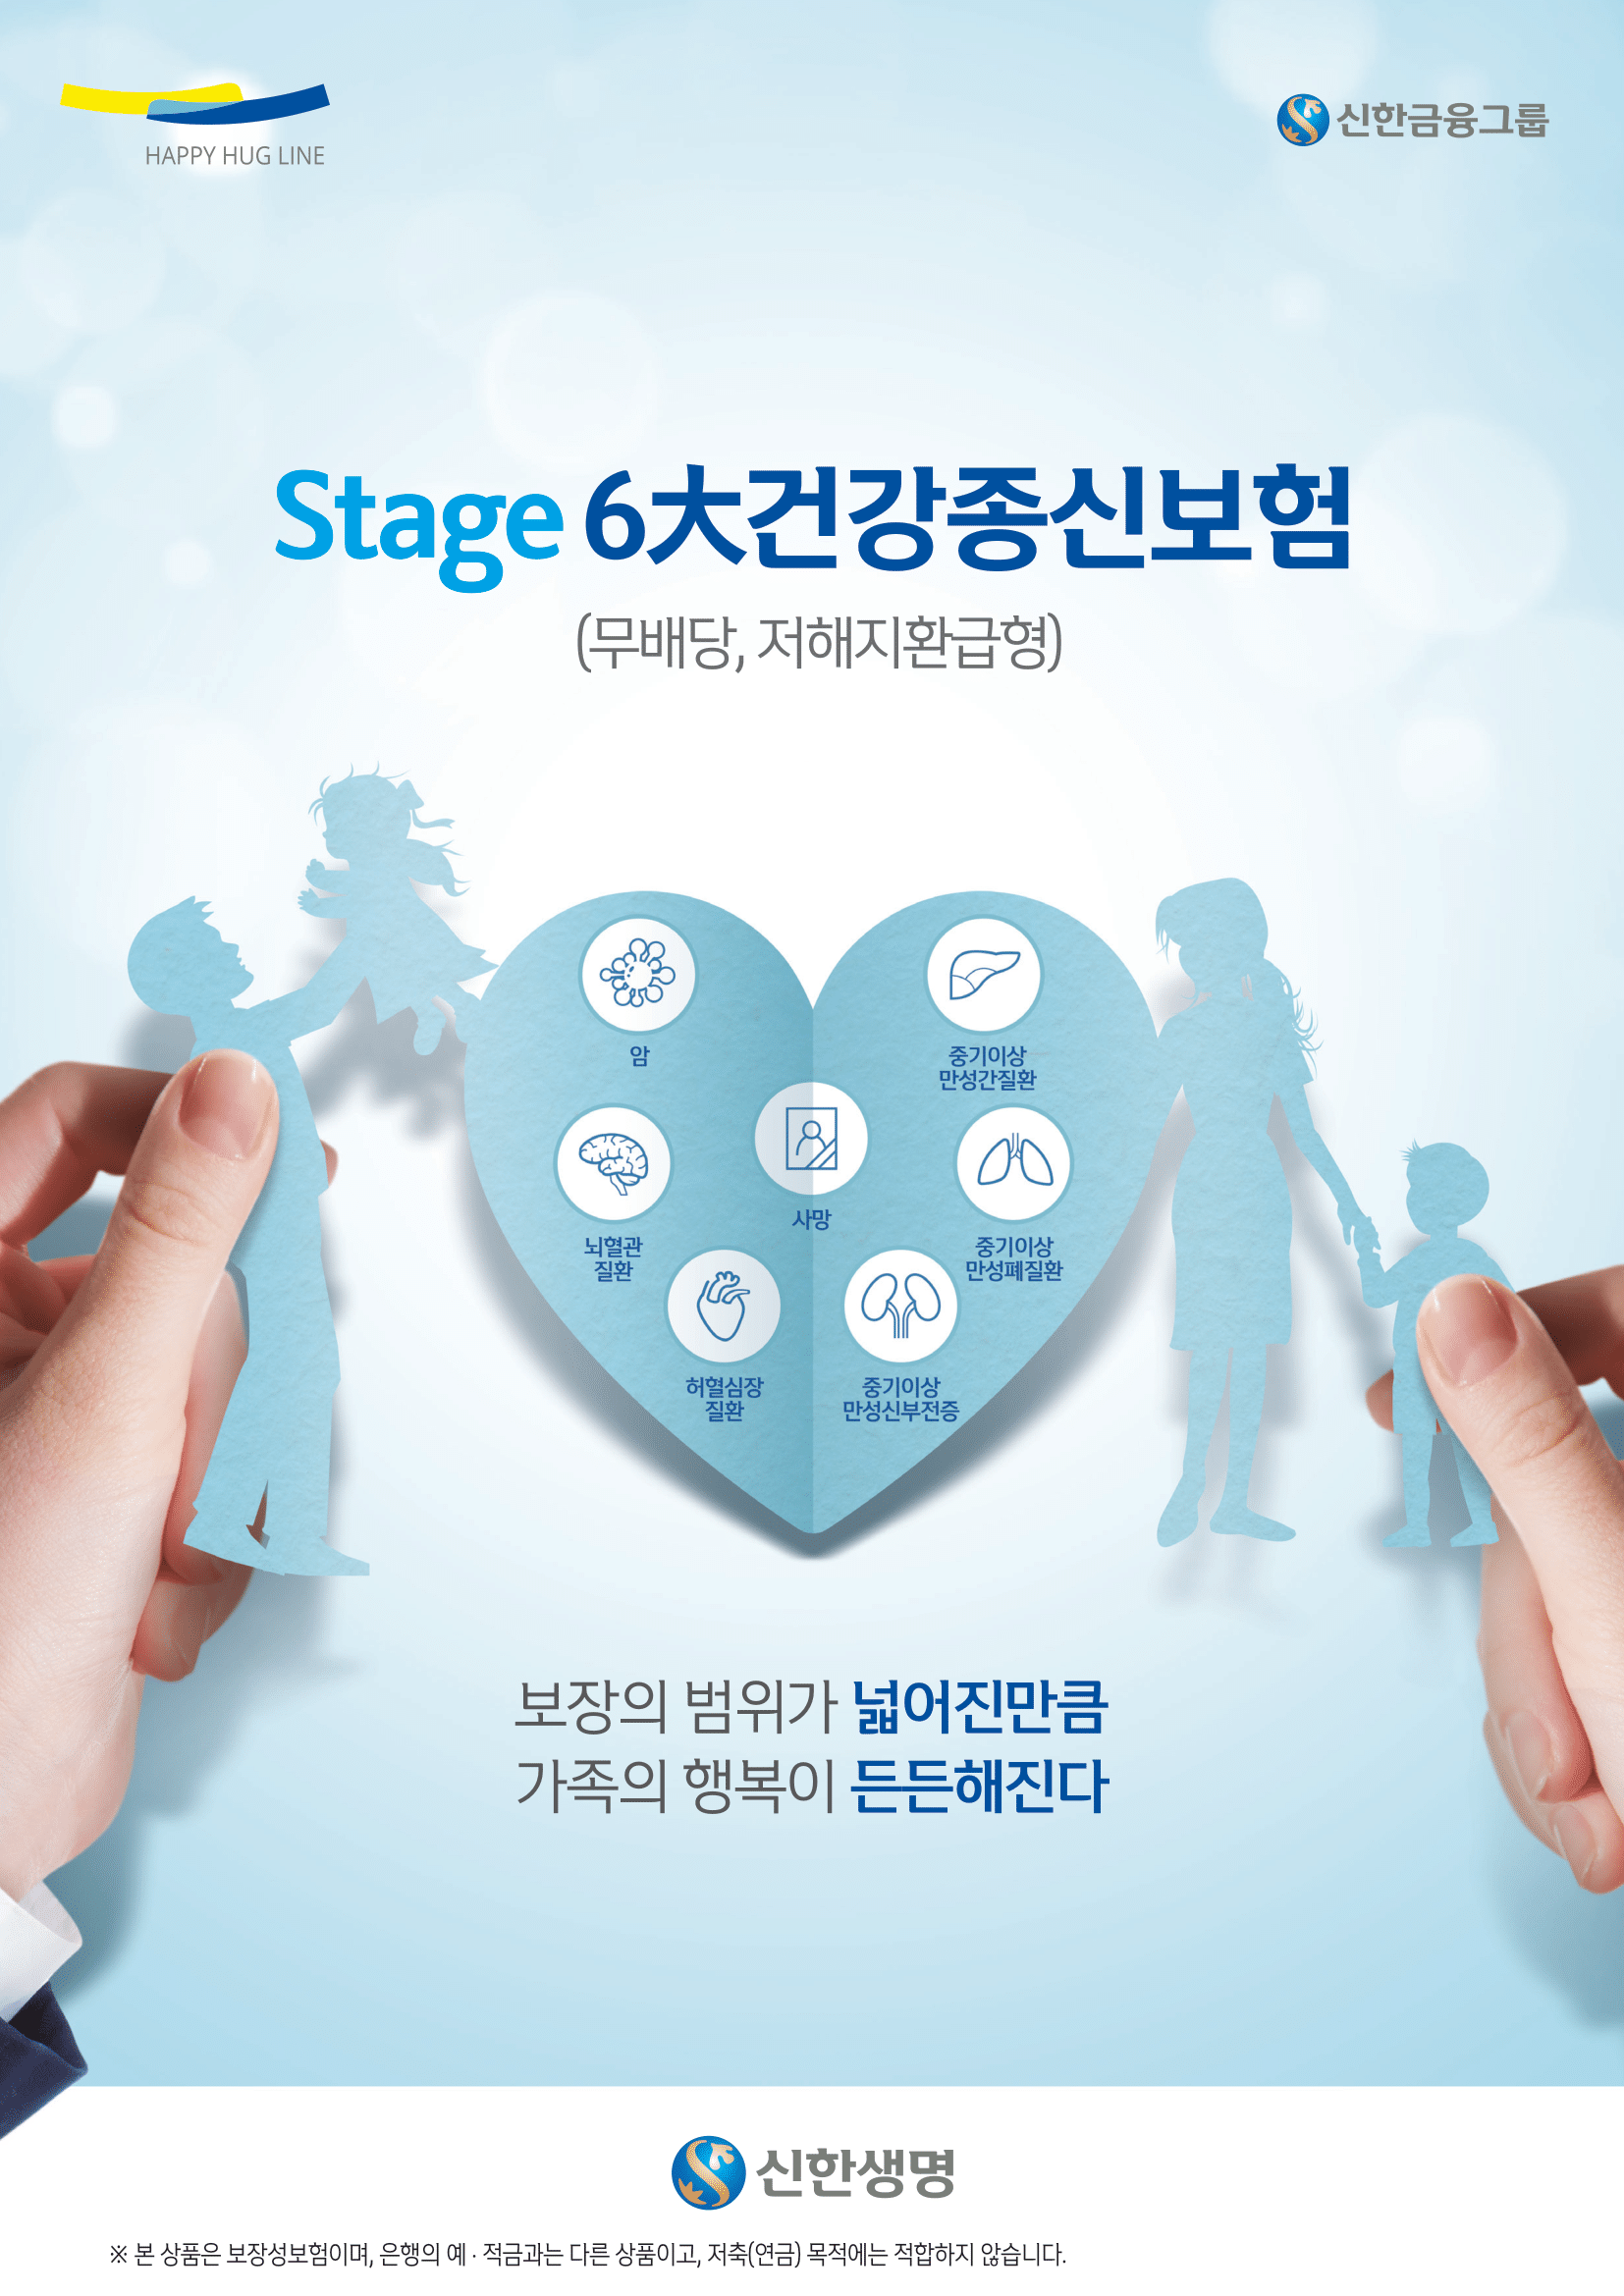 HAPPY HUG LINE
신한금융그룹
Stage 6大건강종신보험
(무배당, 저해지환급형)
암
중기이상
만성간질환
사망
뇌혈관
질환
중기이상
만성폐질환
허혈심장
질환
중기이상
만성신부전증
보장의 범위가 넓어진만큼
가족의 행복이 든든해진다
신한생명
※ 본 상품은 보장성보험이며, 은행의 예 · 적금과는 다른 상품이고, 저축(연금) 목적에는 적합하지 않습니다.